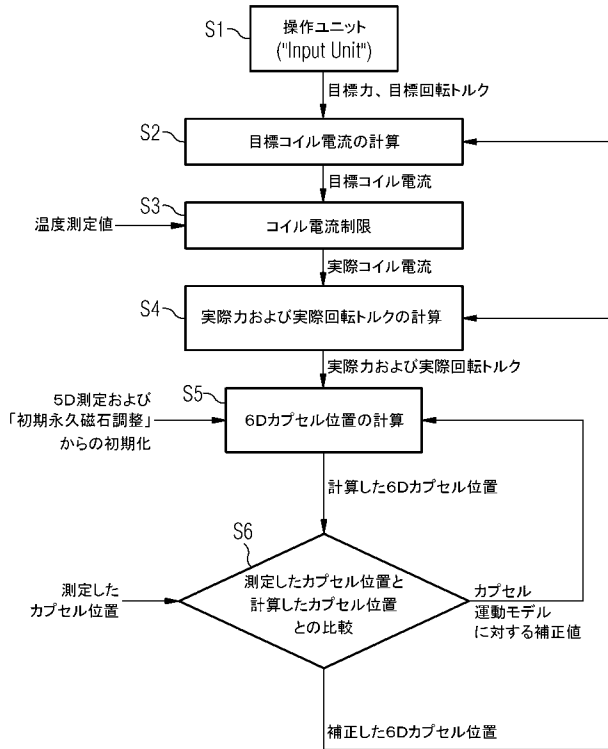 S1
操作ユニット
("Input Unit")
目標力、目標回転トルク
S2
目標コイル電流の計算
目標コイル電流
S3
温度測定値
コイル電流制限
実際コイル電流
S4
実際力および実際回転トルクの計算
実際力および実際回転トルク
5D測定および
「初期永久磁石調整」
からの初期化
S5
6Dカプセル位置の計算
計算した6Dカプセル位置
S6
測定した
カプセル位置
測定したカプセル位置と
計算したカプセル位置
との比較
カプセル
運動モデル
に対する補正値
補正した6Dカプセル位置